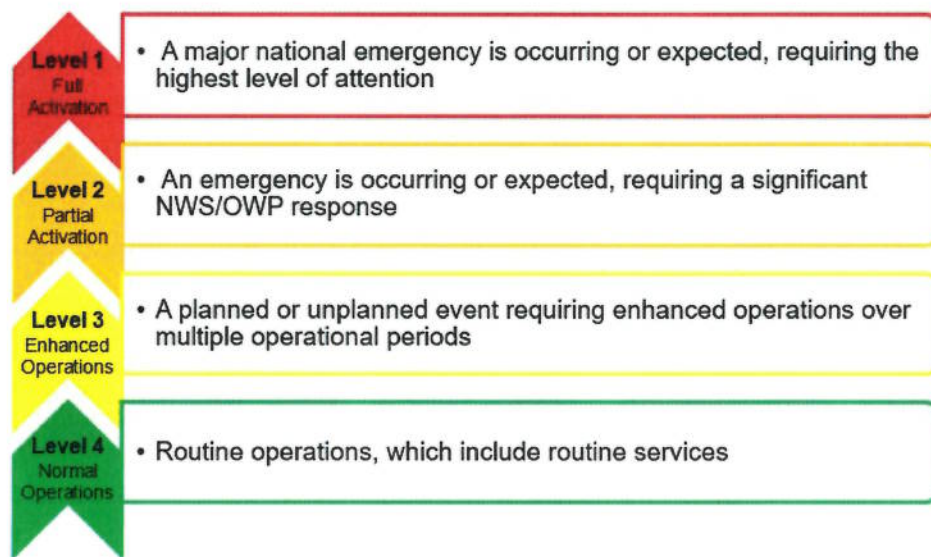 Level 1
Full
Activation
• A major national emergency is occurring or expected, requiring the
highest level of attention
Level 2
Partial
Activation
• An emergency is occurring or expected, requiring a significant
NWS/OWP response
Level 3
Enhanced
Operations
• A planned or unplanned event requiring enhanced operations over
multiple operational periods
Level 4
Normal
Operations
• Routine operations, which include routine services